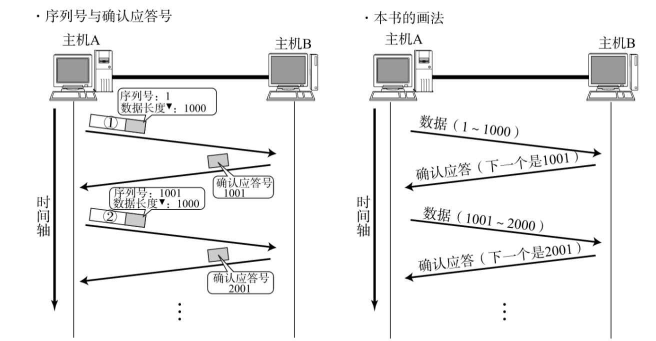 ·序列号与确认应答号
主机A
主机B
序列号：1
数据长度▼：1000
①
确认应答号
1001
序列号：1001
数据长度▼：1000
②
确认应答号
2001
时间轴
⋮
·本书的画法
主机A
主机B
数据（1~1000）
确认应答（下一个是1001）
数据（1001~2000）
确认应答（下一个是2001）
时间轴
⋮